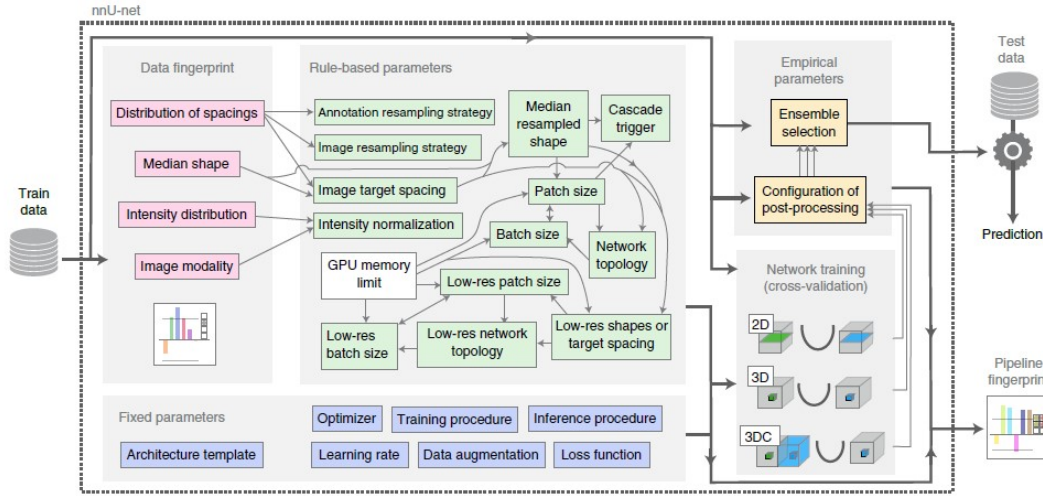 nnU-net
Data fingerprint
Distribution of spacings
Median shape
Intensity distribution
Image modality
Train
data
Rule-based parameters
Annotation resampling strategy
Image resampling strategy
Image target spacing
Intensity normalization
Median
resampled
shape
Cascade
trigger
Patch size
Batch size
Network
topology
GPU memory
limit
Low-res patch size
Low-res
batch size
Low-res network
topology
Low-res shapes or
target spacing
Fixed parameters
Architecture template
Optimizer
Training procedure
Inference procedure
Learning rate
Data augmentation
Loss function
Empirical
parameters
Ensemble
selection
Configuration of
post-processing
Network training
(cross-validation)
2D
3D
3DC
Test
data
Prediction
Pipeline
fingerprint